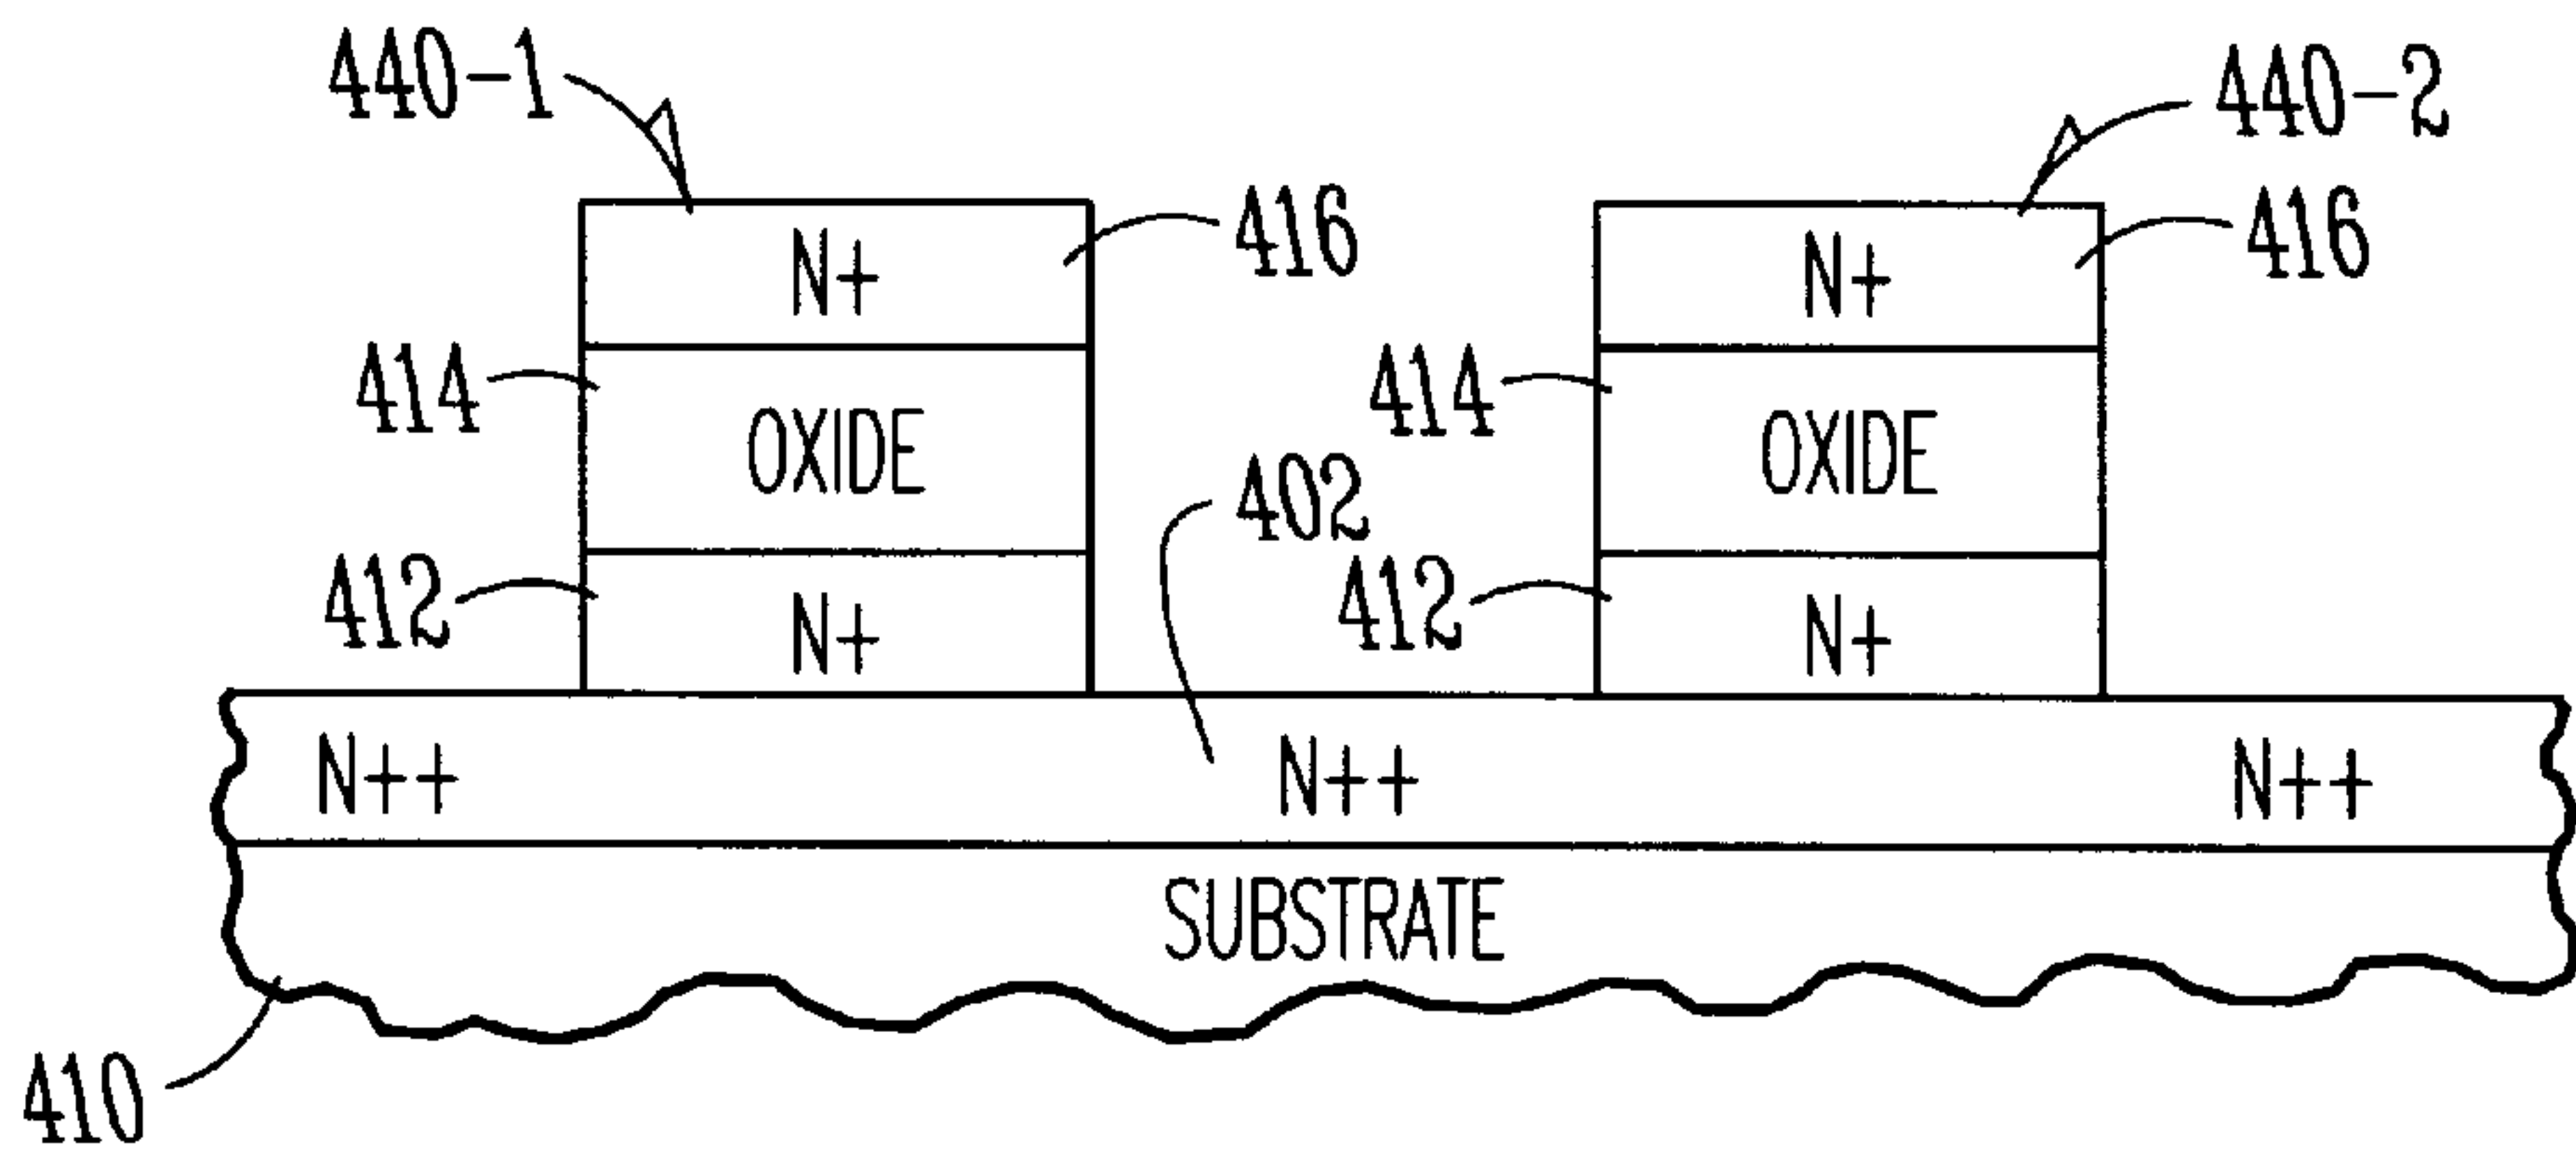 440-1 440-2
N+ 416 N+ 416
414 OXIDE 414 OXIDE
402
412 N+ 412 N+
N++ N++ N++
SUBSTRATE
410